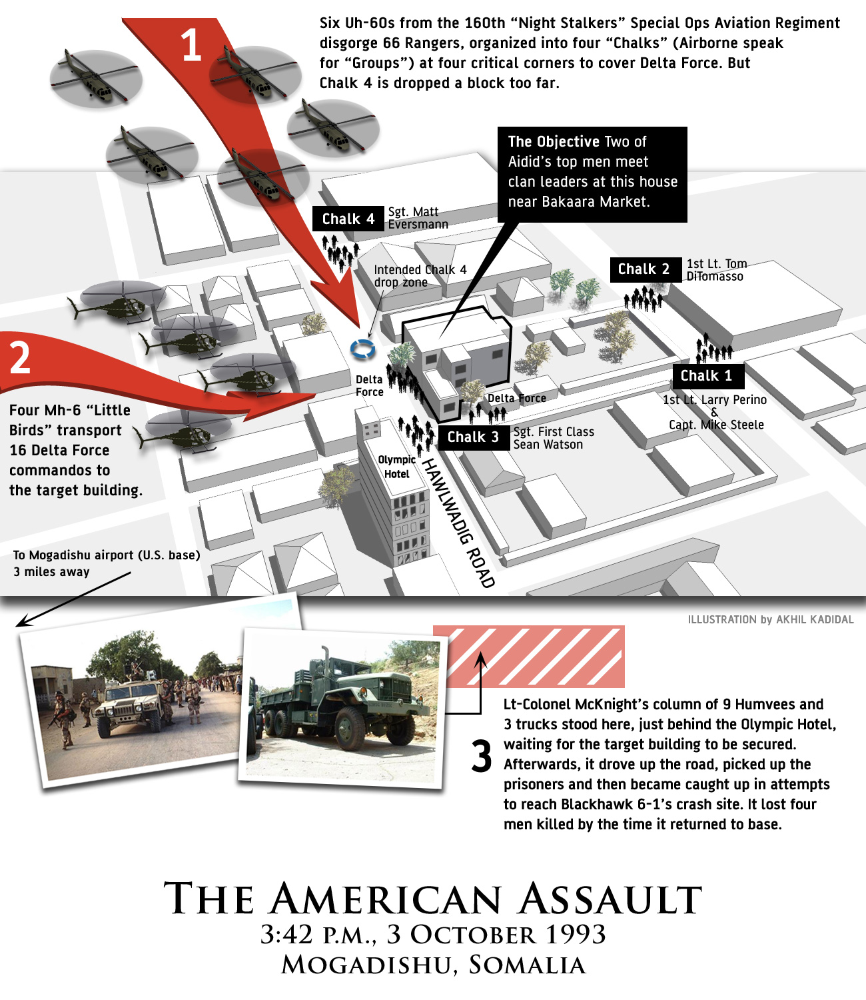 1
Six Uh-60s from the 160th “Night Stalkers” Special Ops Aviation Regiment
disgorge 66 Rangers, organized into four “Chalks” (Airborne speak
for “Groups”) at four critical corners to cover Delta Force. But
Chalk 4 is dropped a block too far.
The Objective Two of
Aidid’s top men meet
clan leaders at this house
near Bakaara Market.
Chalk 4
Sgt. Matt
Eversmann
Intended Chalk 4
drop zone
Chalk 2
1st Lt. Tom
DiTomasso
2
Four Mh-6 “Little
Birds” transport
16 Delta Force
commandos to
the target building.
Delta
Force
Delta Force
Chalk 1
1st Lt. Larry Perino
&
Capt. Mike Steele
Chalk 3
Sgt. First Class
Sean Watson
Olympic
Hotel
HAWLWADIG ROAD
To Mogadishu airport (U.S. base)
3 miles away
ILLUSTRATION by AKHIL KADIDAL
3
Lt-Colonel McKnight’s column of 9 Humvees and
3 trucks stood here, just behind the Olympic Hotel,
waiting for the target building to be secured.
Afterwards, it drove up the road, picked up the
prisoners and then became caught up in attempts
to reach Blackhawk 6-1’s crash site. It lost four
men killed by the time it returned to base.
The American Assault
3:42 p.m., 3 October 1993
Mogadishu, Somalia